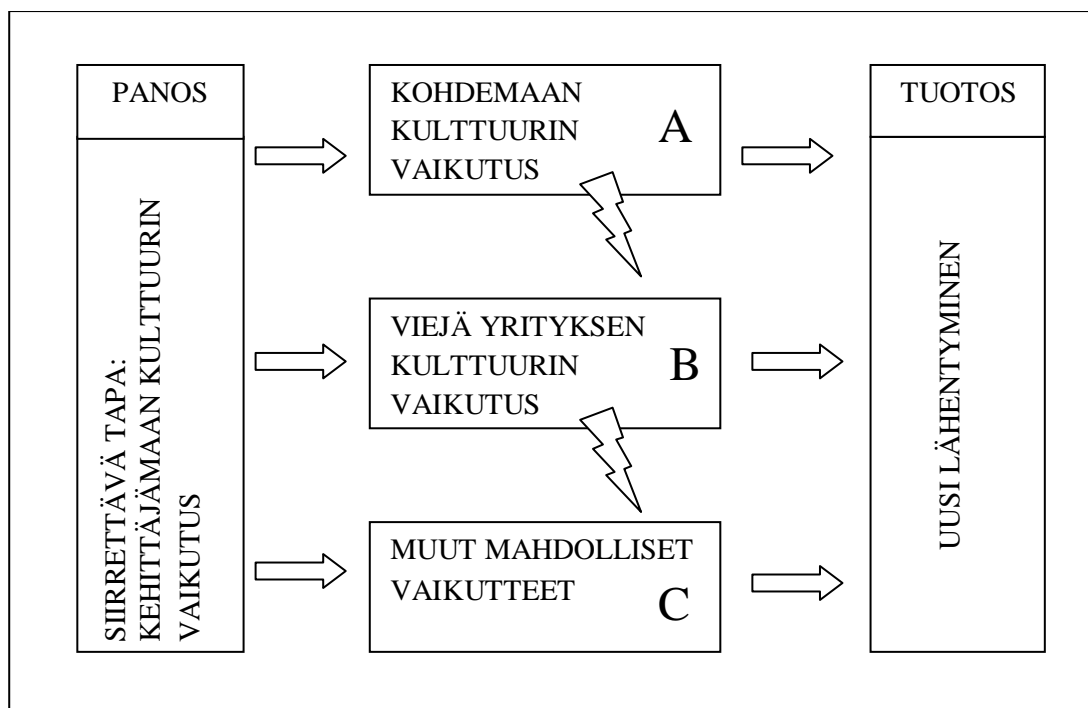 PANOS
SIIRRETTÄVÄ TAPA:
KEHITTÄJÄMAAN KULTTUURIN
VAIKUTUS
KOHDEMAAN
KULTTUURIN
VAIKUTUS
A
VIEJÄ YRITYKSEN
KULTTUURIN
VAIKUTUS
B
MUUT MAHDOLLISET
VAIKUTTEET
C
TUOTOS
UUSI LÄHENTYMINEN